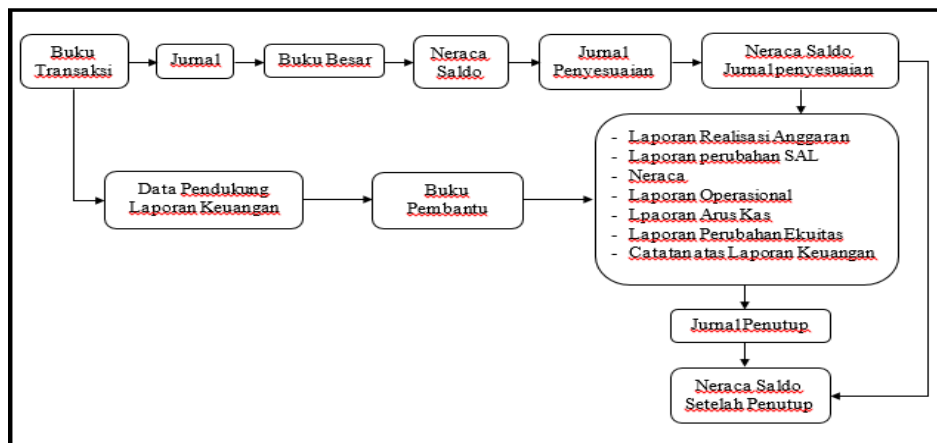 Buku
Transaksi
Jurnal
Buku Besar
Neraca
Saldo
Jurnal
Penyesuaian
Neraca Saldo
Jurnal penyesuaian
- Laporan Realisasi Anggaran
- Laporan perubahan SAL
- Neraca
- Laporan Operasional
- Lpaoran Arus Kas
- Laporan Perubahan Ekuitas
- Catatan atas Laporan Keuangan
Data Pendukung
Laporan Keuangan
Buku
Pembantu
Jurnal Penutup
Neraca Saldo
Setelah Penutup